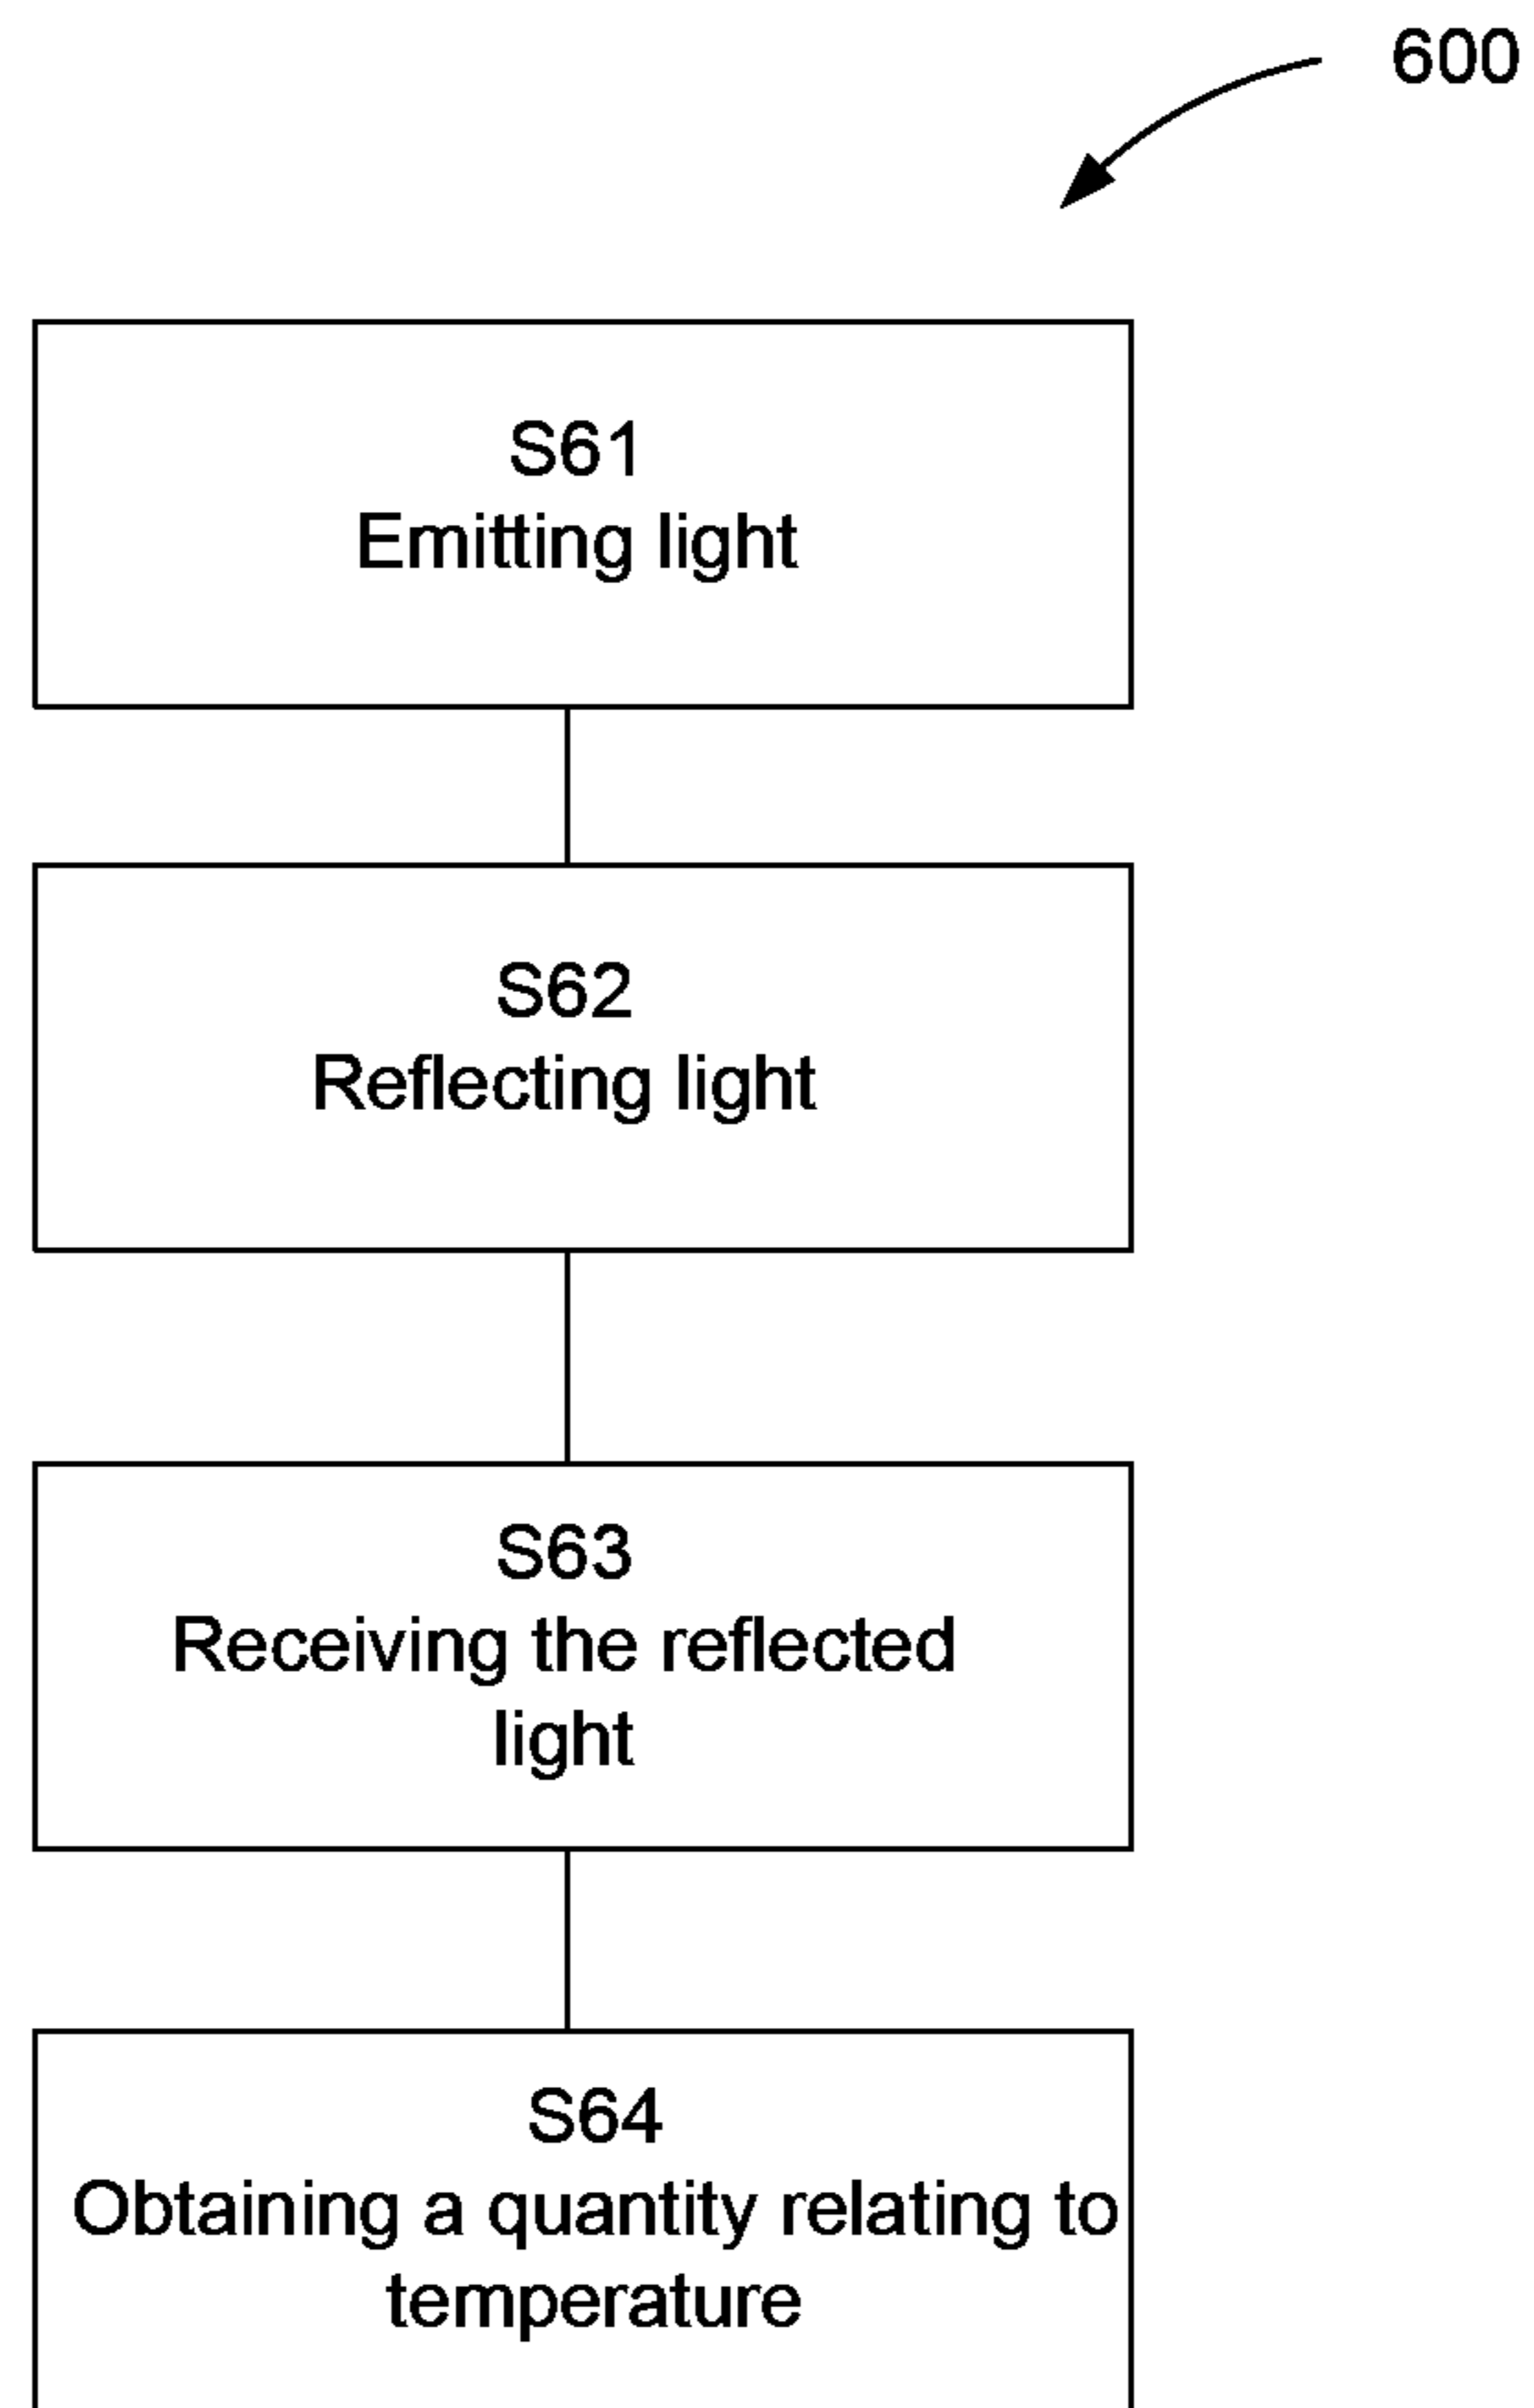 600
S61
Emitting light
S62
Reflecting light
S63
Receiving the reflected
light
S64
Obtaining a quantity relating to
temperature